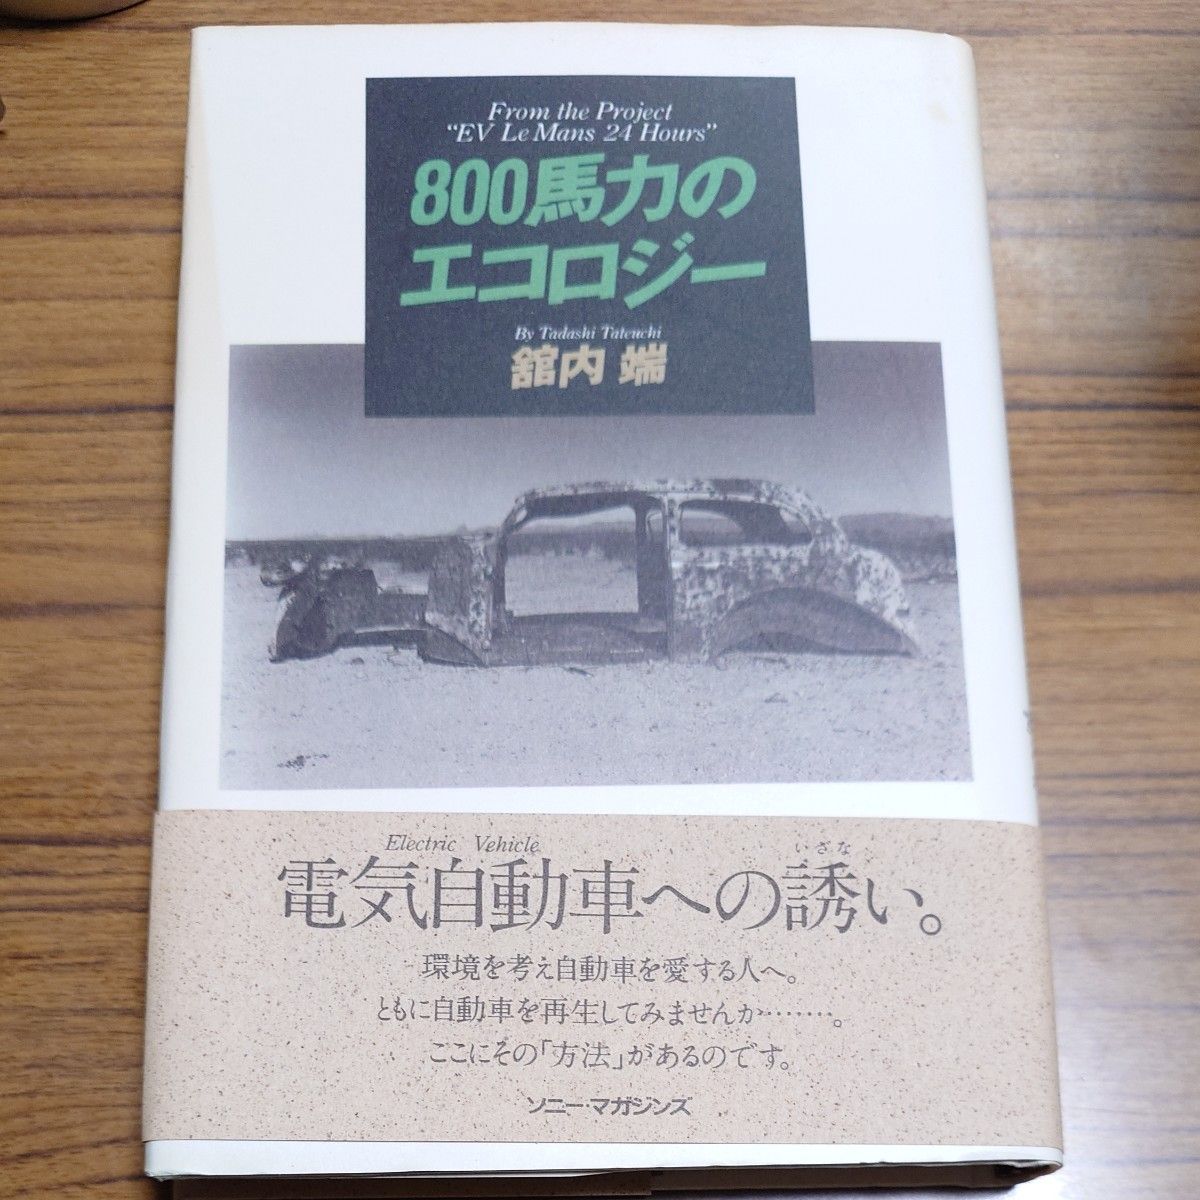 From the Project
“EV Le Mans 24 Hours”
800馬力の
エコロジー
By Tadashi Tateuchi
舘内 端
Electric Vehicle
いざな
電気自動車への誘い。
環境を考え自動車を愛する人へ。
ともに自動車を再生してみませんか………。
ここにその「方法」があるのです。
ソニー・マガジンズ